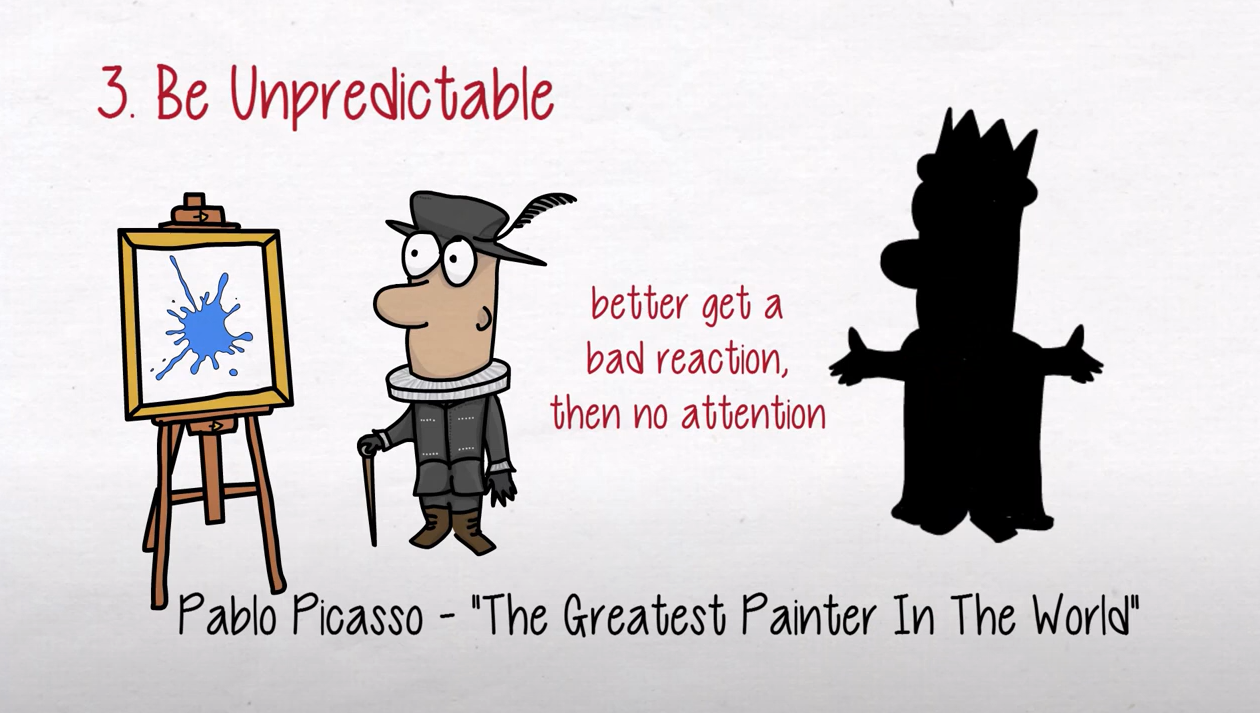 3. Be Unpredictable
better get a
bad reaction,
then no attention
Pablo Picasso - "The Greatest Painter In The World"